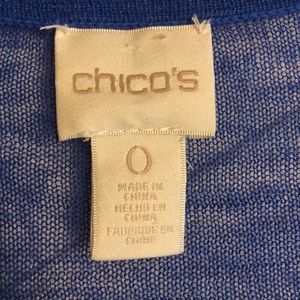 chico's
0
MADE IN
CHINA
HECHO EN
CHINA
FABRIQUÉ EN
CHINE